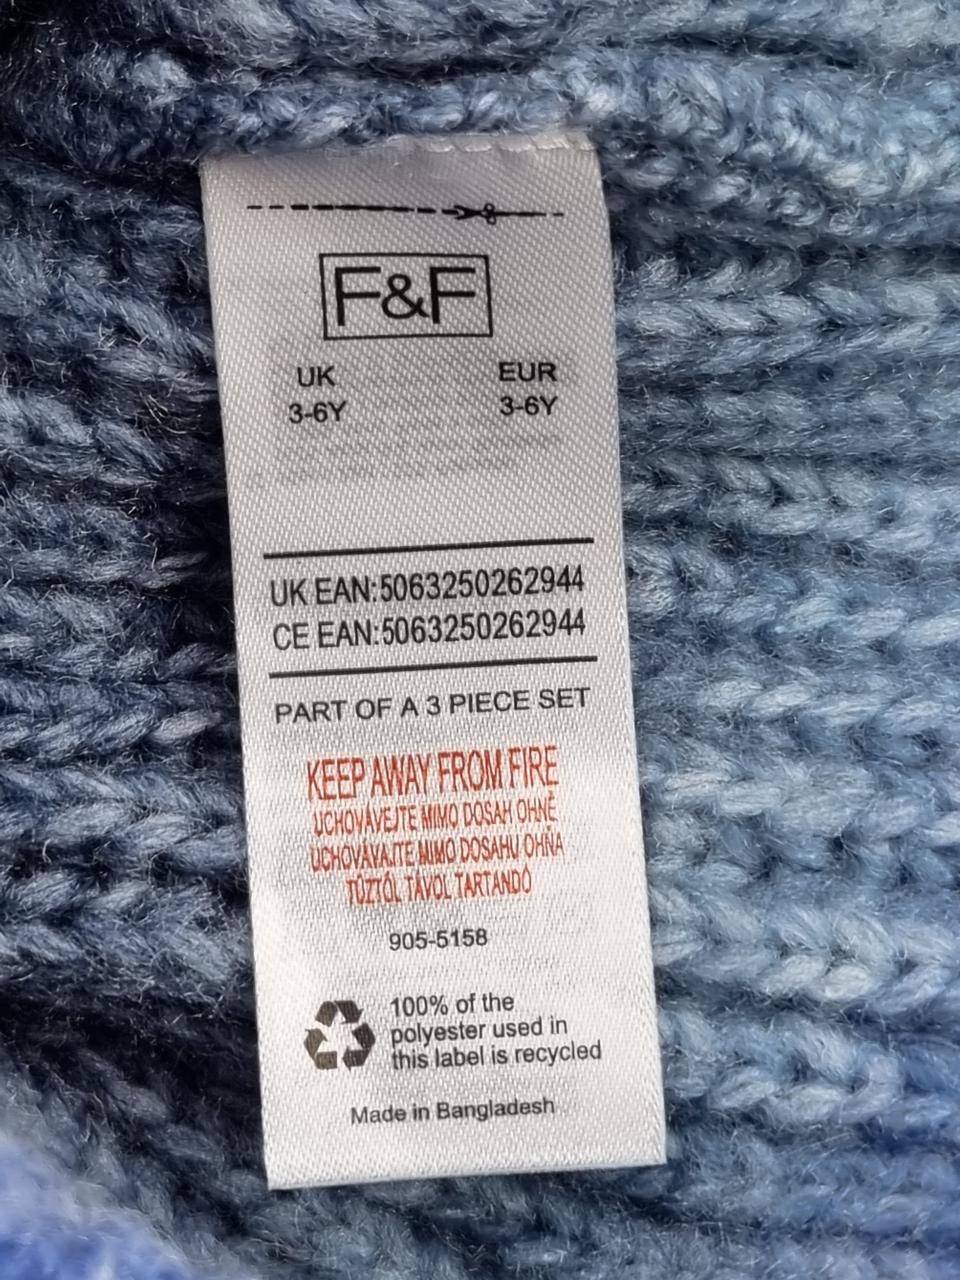 F&F
UK EUR
3-6Y 3-6Y
UK EAN:5063250262944
CE EAN:5063250262944
PART OF A 3 PIECE SET
KEEP AWAY FROM FIRE
UCHOVÁVEJTE MIMO DOSAH OHNĚ
UCHOVÁVAJTE MIMO DOSAHU OHŇA
TŰZTŐL TÁVOL TARTANDÓ
905-5158
100% of the
polyester used in
this label is recycled
Made in Bangladesh